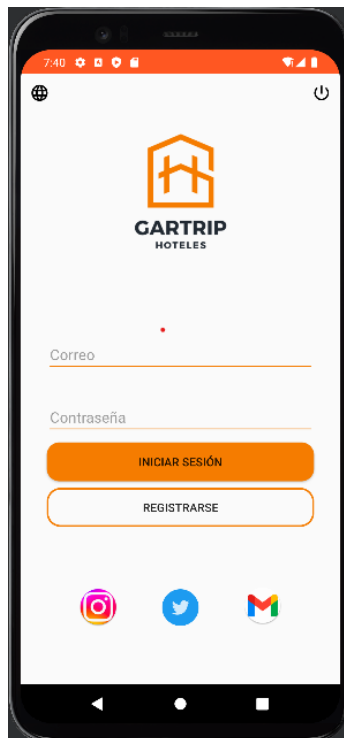 7:40
GARTRIP
HOTELES
Correo
Contraseña
INICIAR SESIÓN
REGISTRARSE